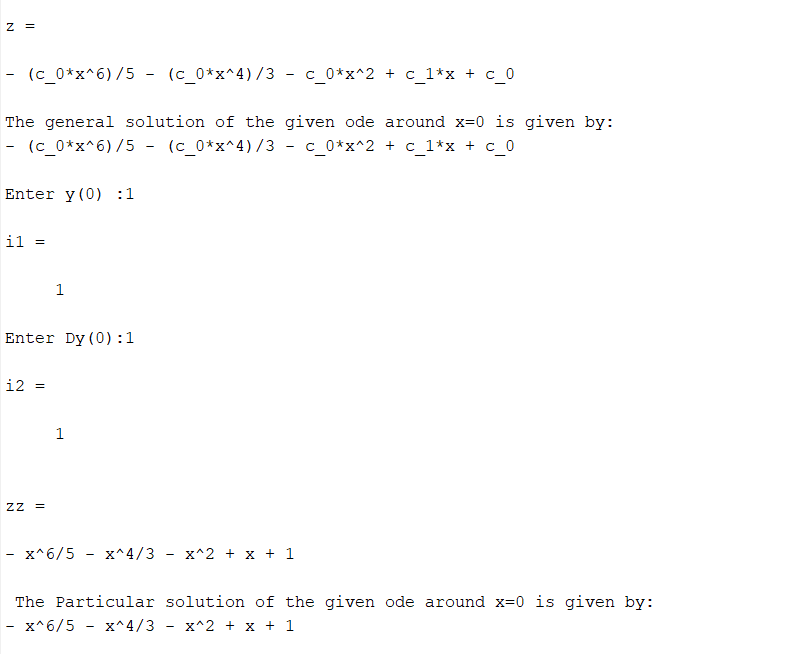 z =
- (c_0*x^6)/5 - (c_0*x^4)/3 - c_0*x^2 + c_1*x + c_0
The general solution of the given ode around x=0 is given by:
- (c_0*x^6)/5 - (c_0*x^4)/3 - c_0*x^2 + c_1*x + c_0
Enter y(0) :1
i1 =
1
Enter Dy(0):1
i2 =
1
zz =
- x^6/5 - x^4/3 - x^2 + x + 1
The Particular solution of the given ode around x=0 is given by:
- x^6/5 - x^4/3 - x^2 + x + 1